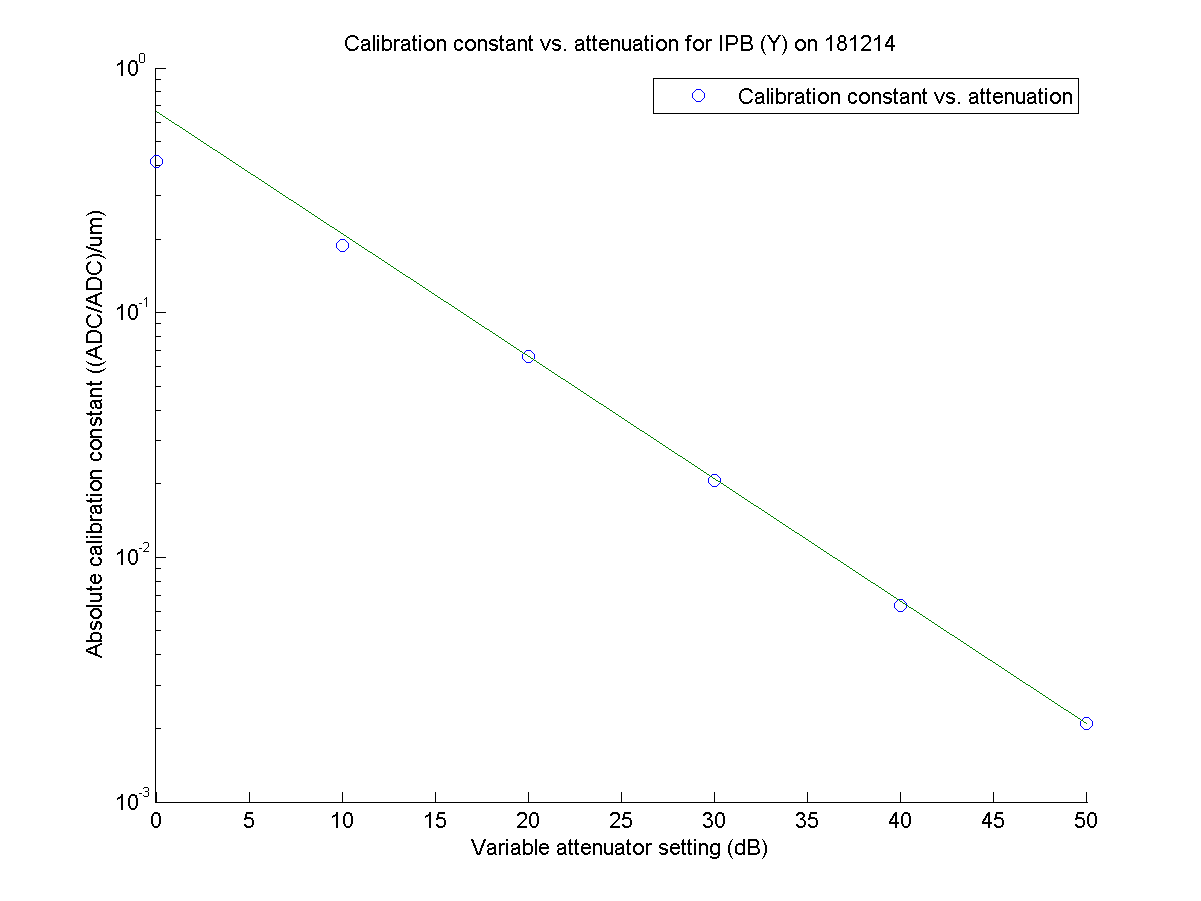 Calibration constant vs. attenuation for IPB (Y) on 181214
Calibration constant vs. attenuation
10^0
10^-1
10^-2
10^-3
Absolute calibration constant ((ADC/ADC)/um)
0 5 10 15 20 25 30 35 40 45 50
Variable attenuator setting (dB)